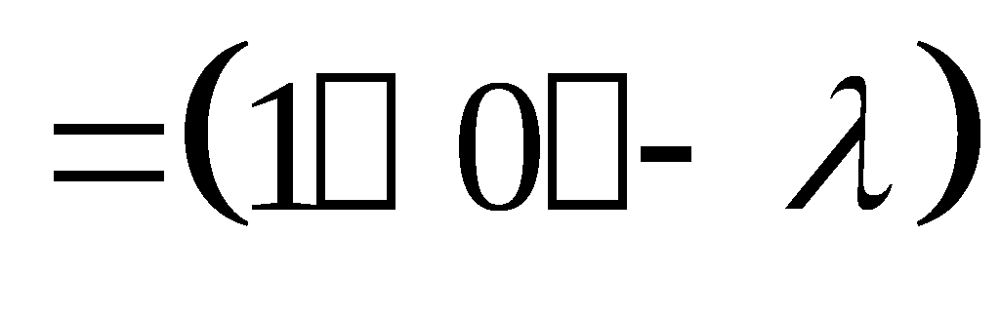 =(1□ 0□- λ)